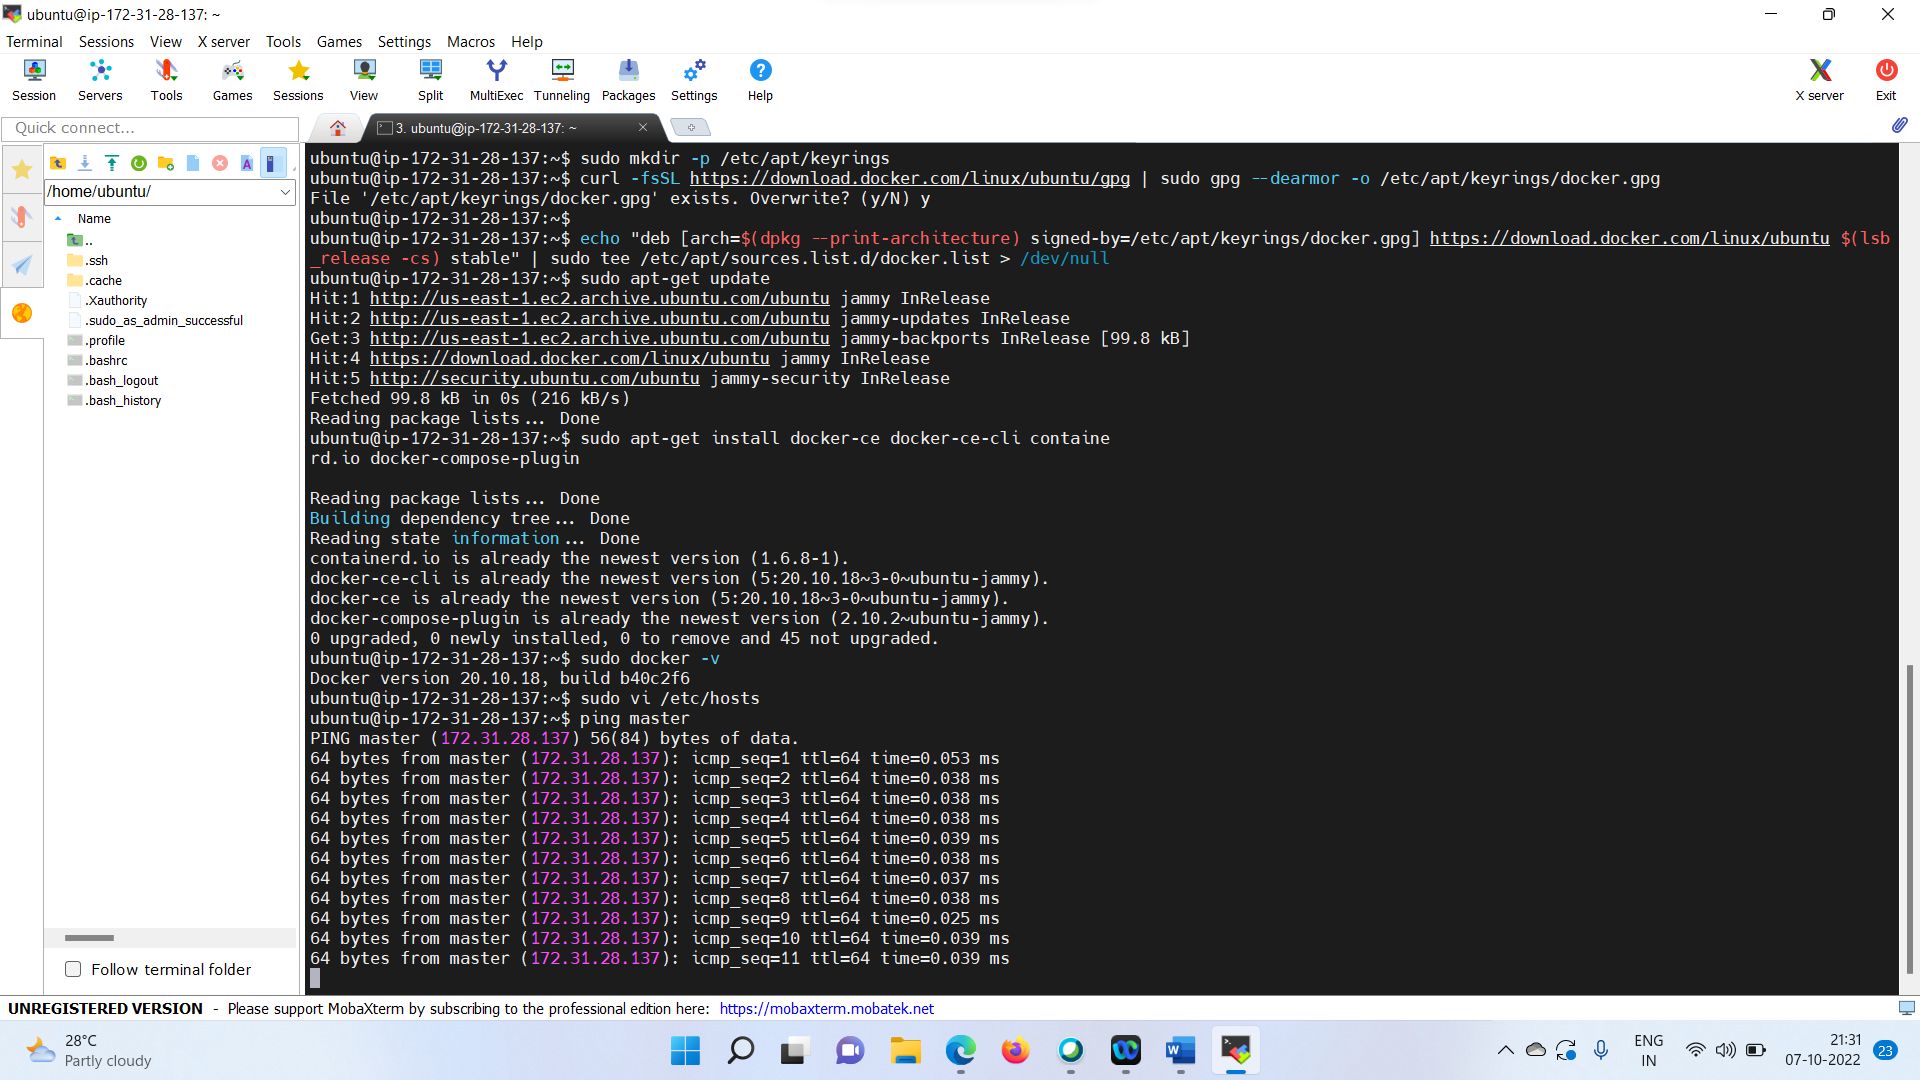 ubuntu@ip-172-31-28-137: ~
Terminal Sessions View X server Tools Games Settings Macros Help
Session Servers Tools Games Sessions View Split MultiExec Tunneling Packages Settings Help X server Exit
Quick connect...
3. ubuntu@ip-172-31-28-137: ~
/home/ubuntu/
Name
..
.ssh
.cache
.Xauthority
.sudo_as_admin_successful
.profile
.bashrc
.bash_logout
.bash_history
Follow terminal folder
ubuntu@ip-172-31-28-137:~$ sudo mkdir -p /etc/apt/keyrings
ubuntu@ip-172-31-28-137:~$ curl -fsSL https://download.docker.com/linux/ubuntu/gpg | sudo gpg --dearmor -o /etc/apt/keyrings/docker.gpg
File '/etc/apt/keyrings/docker.gpg' exists. Overwrite? (y/N) y
ubuntu@ip-172-31-28-137:~$
ubuntu@ip-172-31-28-137:~$ echo "deb [arch=$(dpkg --print-architecture) signed-by=/etc/apt/keyrings/docker.gpg] https://download.docker.com/linux/ubuntu $(lsb
_release -cs) stable" | sudo tee /etc/apt/sources.list.d/docker.list > /dev/null
ubuntu@ip-172-31-28-137:~$ sudo apt-get update
Hit:1 http://us-east-1.ec2.archive.ubuntu.com/ubuntu jammy InRelease
Hit:2 http://us-east-1.ec2.archive.ubuntu.com/ubuntu jammy-updates InRelease
Get:3 http://us-east-1.ec2.archive.ubuntu.com/ubuntu jammy-backports InRelease [99.8 kB]
Hit:4 https://download.docker.com/linux/ubuntu jammy InRelease
Hit:5 http://security.ubuntu.com/ubuntu jammy-security InRelease
Fetched 99.8 kB in 0s (216 kB/s)
Reading package lists... Done
ubuntu@ip-172-31-28-137:~$ sudo apt-get install docker-ce docker-ce-cli containe
rd.io docker-compose-plugin
Reading package lists... Done
Building dependency tree... Done
Reading state information... Done
containerd.io is already the newest version (1.6.8-1).
docker-ce-cli is already the newest version (5:20.10.18~3-0~ubuntu-jammy).
docker-ce is already the newest version (5:20.10.18~3-0~ubuntu-jammy).
docker-compose-plugin is already the newest version (2.10.2~ubuntu-jammy).
0 upgraded, 0 newly installed, 0 to remove and 45 not upgraded.
ubuntu@ip-172-31-28-137:~$ sudo docker -v
Docker version 20.10.18, build b40c2f6
ubuntu@ip-172-31-28-137:~$ sudo vi /etc/hosts
ubuntu@ip-172-31-28-137:~$ ping master
PING master (172.31.28.137) 56(84) bytes of data.
64 bytes from master (172.31.28.137): icmp_seq=1 ttl=64 time=0.053 ms
64 bytes from master (172.31.28.137): icmp_seq=2 ttl=64 time=0.038 ms
64 bytes from master (172.31.28.137): icmp_seq=3 ttl=64 time=0.038 ms
64 bytes from master (172.31.28.137): icmp_seq=4 ttl=64 time=0.038 ms
64 bytes from master (172.31.28.137): icmp_seq=5 ttl=64 time=0.039 ms
64 bytes from master (172.31.28.137): icmp_seq=6 ttl=64 time=0.038 ms
64 bytes from master (172.31.28.137): icmp_seq=7 ttl=64 time=0.037 ms
64 bytes from master (172.31.28.137): icmp_seq=8 ttl=64 time=0.038 ms
64 bytes from master (172.31.28.137): icmp_seq=9 ttl=64 time=0.025 ms
64 bytes from master (172.31.28.137): icmp_seq=10 ttl=64 time=0.039 ms
64 bytes from master (172.31.28.137): icmp_seq=11 ttl=64 time=0.039 ms
UNREGISTERED VERSION - Please support MobaXterm by subscribing to the professional edition here: https://mobaxterm.mobatek.net
28°C
Partly cloudy
ENG
IN
21:31
07-10-2022
23